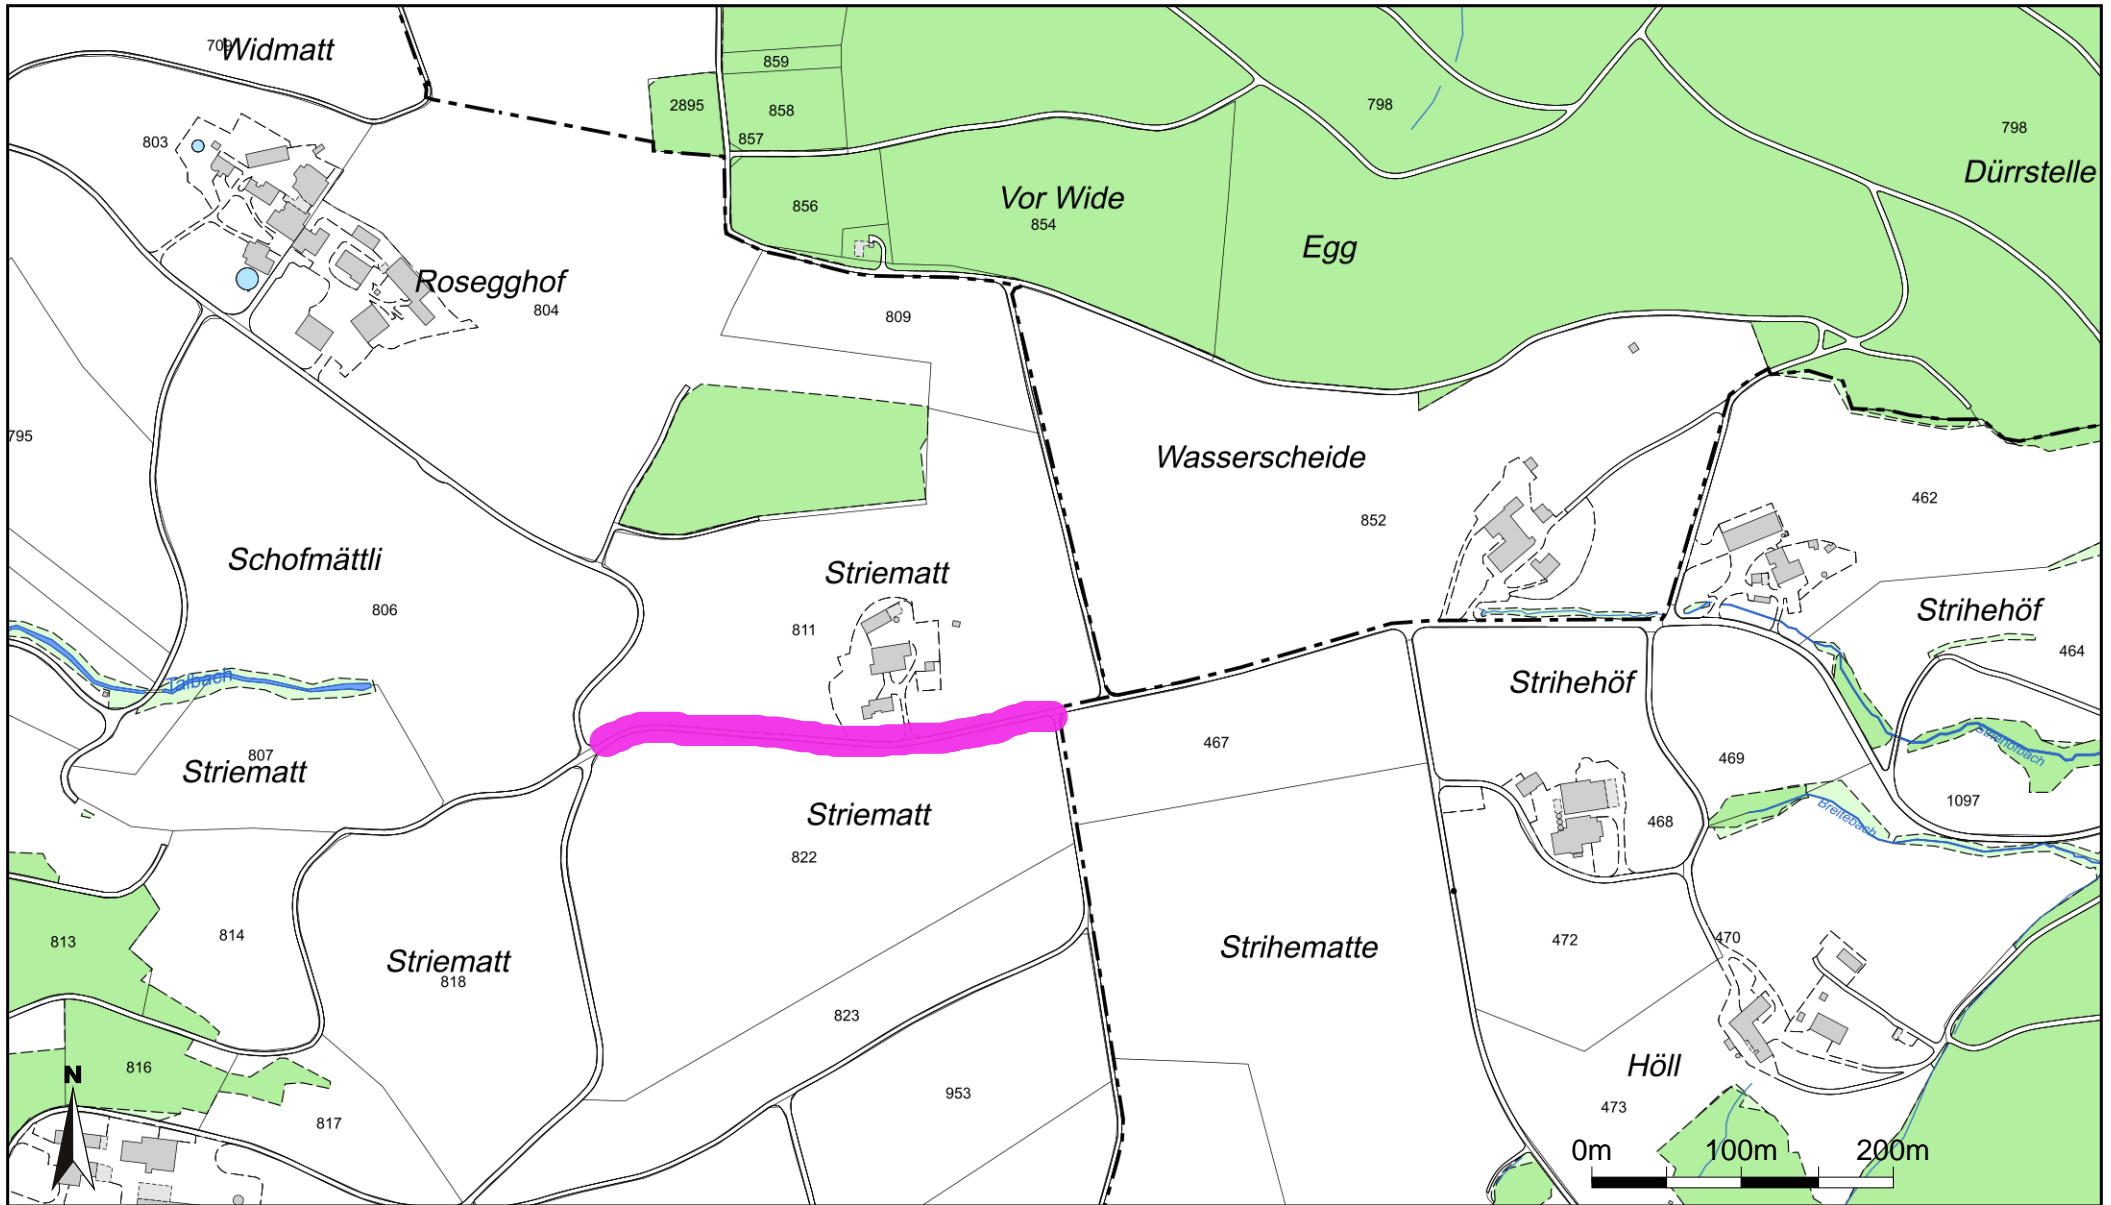 709
Widmatt
859
2895
858
798
857
803
798
Dürrstelle
856
Vor Wide
854
Egg
Rosegghof
804
809
795
Wasserscheide
852
462
Schofmättli
806
Striematt
811
Strihehöf
464
Talbach
Strihehöf
467
469
Strieholbach
807
Striematt
Striematt
822
468
1097
Breitebach
813
814
Striematt
818
Strihematte
472
470
823
816
N
817
953
Höll
473
0m
100m
200m